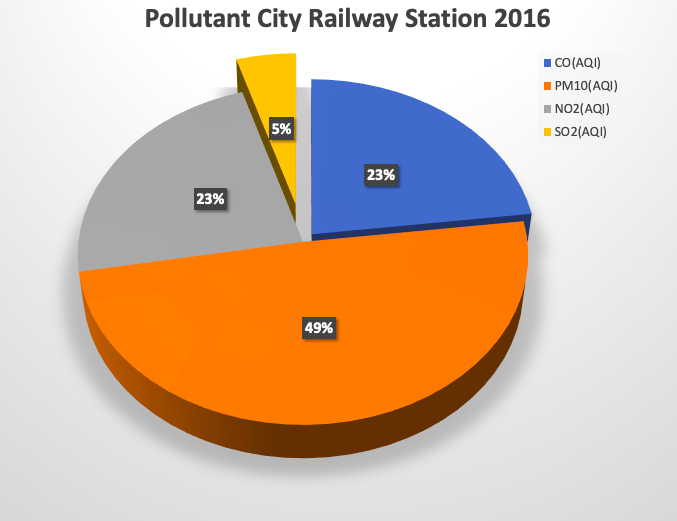 Pollutant City Railway Station 2016
CO(AQI)
PM10(AQI)
NO2(AQI)
SO2(AQI)
5%
23%
23%
49%